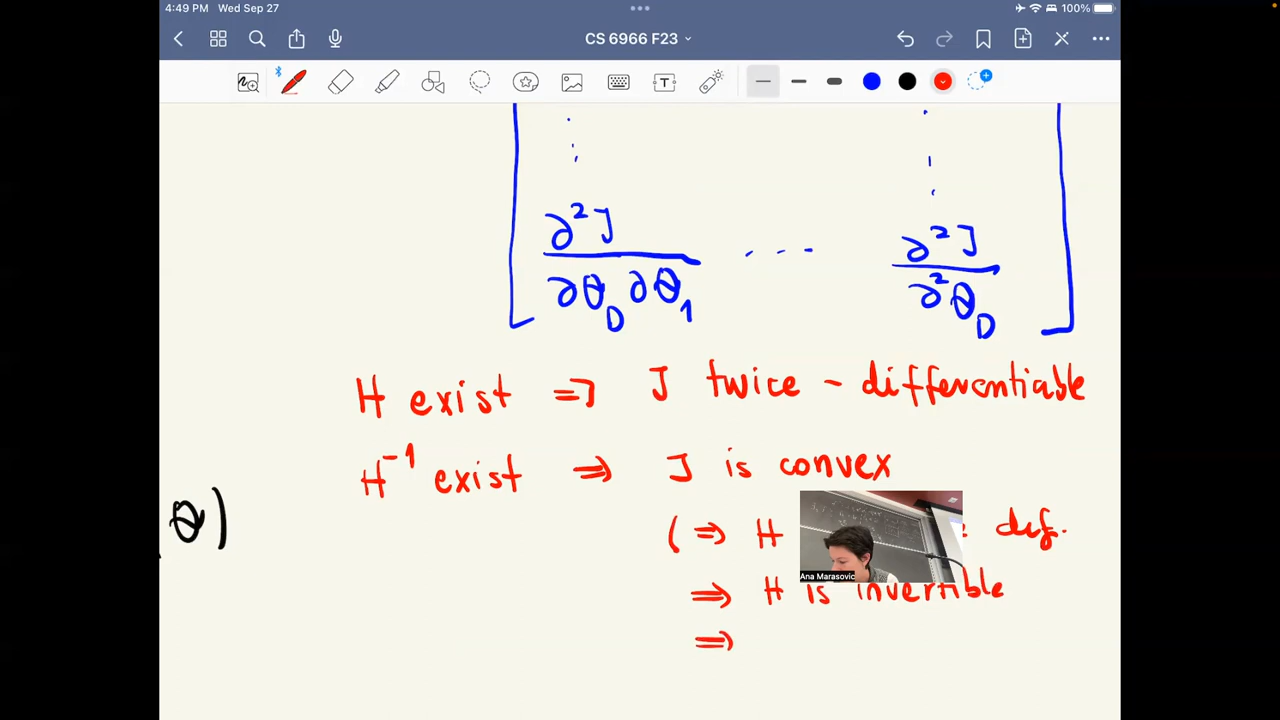 4:49 PM Wed Sep 27
100%
CS 6966 F23
∂²J
∂θ_D ∂θ_1
. . .
∂²J
∂²θ_D
H exist => J twice - differentiable
H⁻¹ exist => J is convex
(=> H : def.
Ana Marasovic
=> H is invertible
=>
θ)